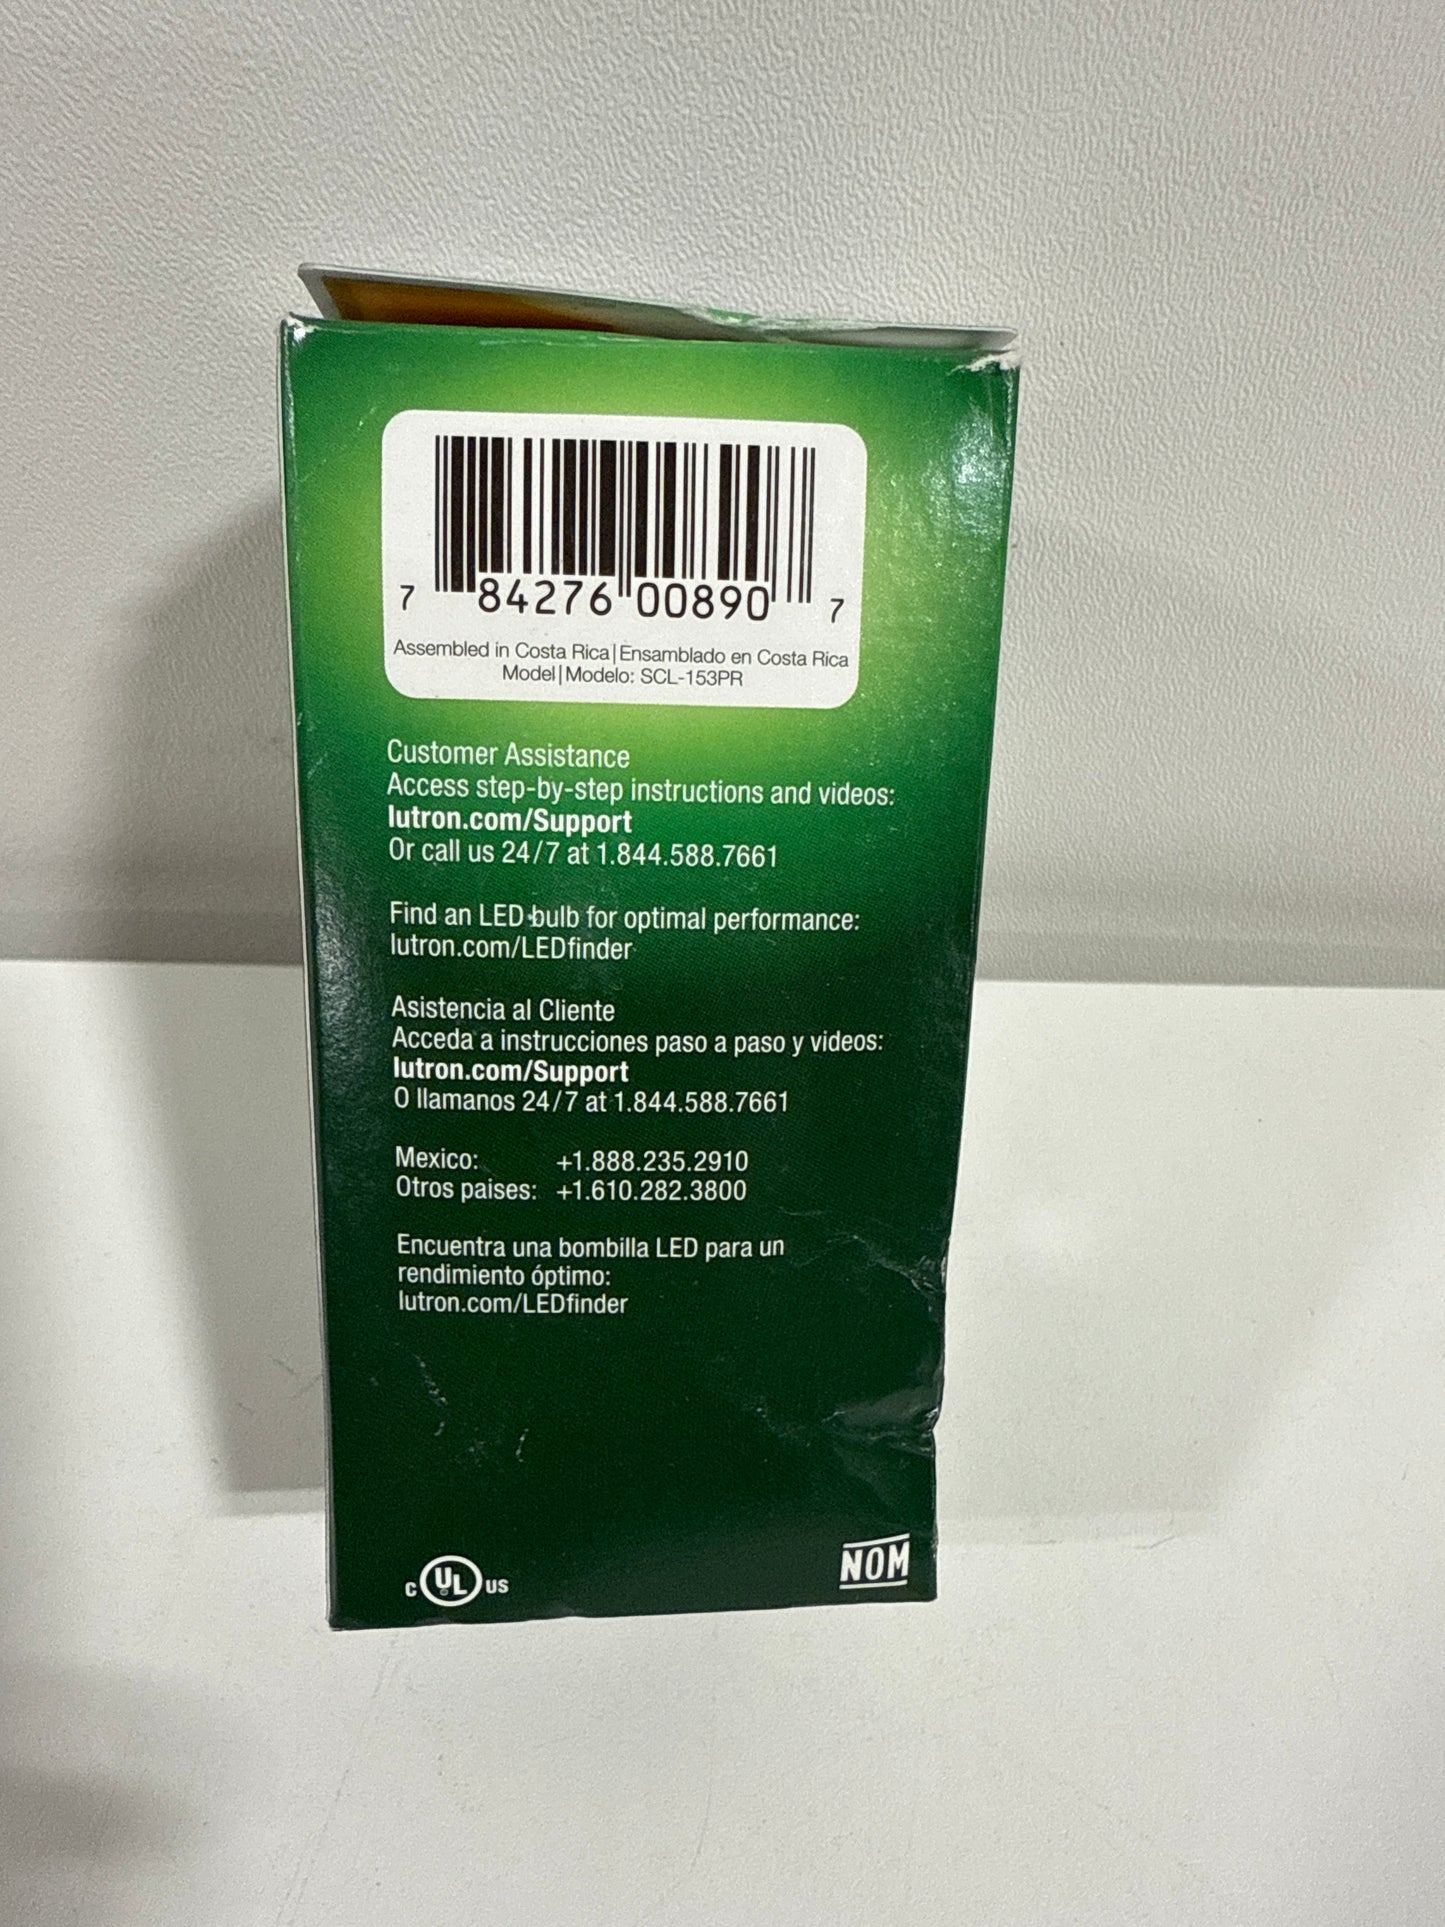 7 84276 00890 7
Assembled in Costa Rica|Ensamblado en Costa Rica
Model|Modelo: SCL-153PR
Customer Assistance
Access step-by-step instructions and videos:
lutron.com/Support
Or call us 24/7 at 1.844.588.7661
Find an LED bulb for optimal performance:
lutron.com/LEDfinder
Asistencia al Cliente
Acceda a instrucciones paso a paso y videos:
lutron.com/Support
O llamanos 24/7 at 1.844.588.7661
Mexico: +1.888.235.2910
Otros paises: +1.610.282.3800
Encuentra una bombilla LED para un
rendimiento óptimo:
lutron.com/LEDfinder
C UL US
NOM